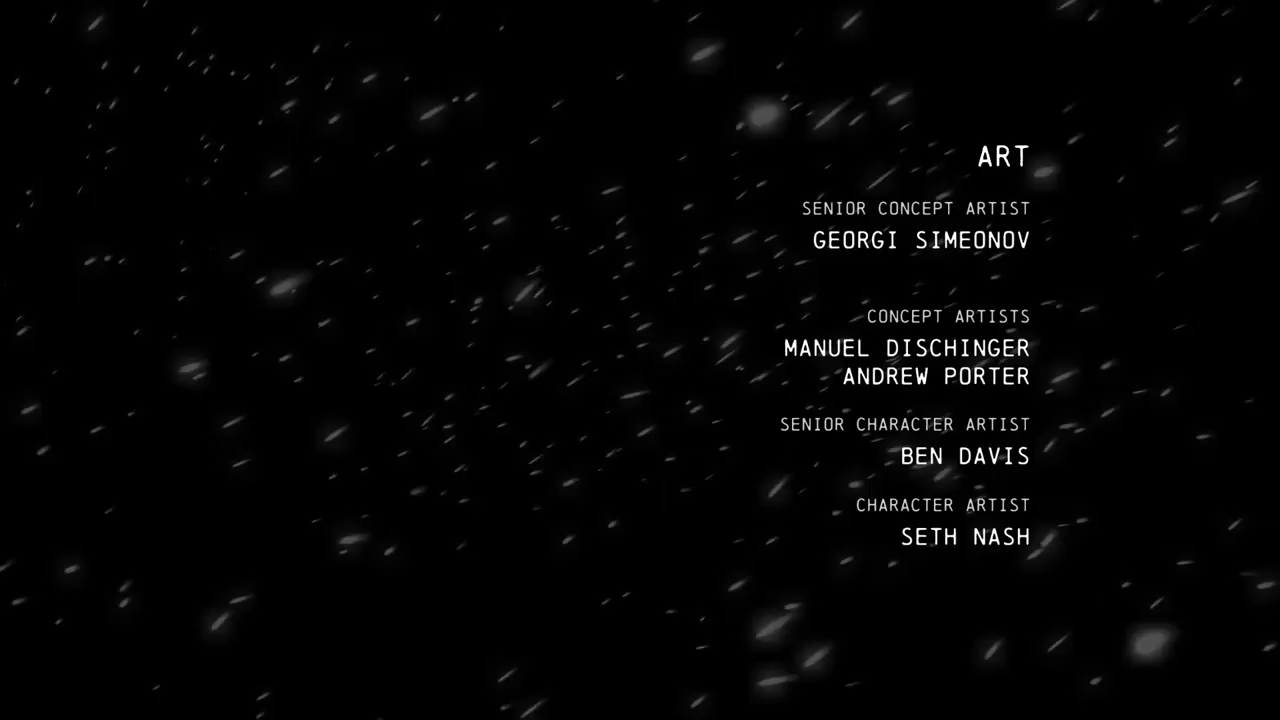 ART
SENIOR CONCEPT ARTIST
GEORGI SIMEONOV
CONCEPT ARTISTS
MANUEL DISCHINGER
ANDREW PORTER
SENIOR CHARACTER ARTIST
BEN DAVIS
CHARACTER ARTIST
SETH NASH